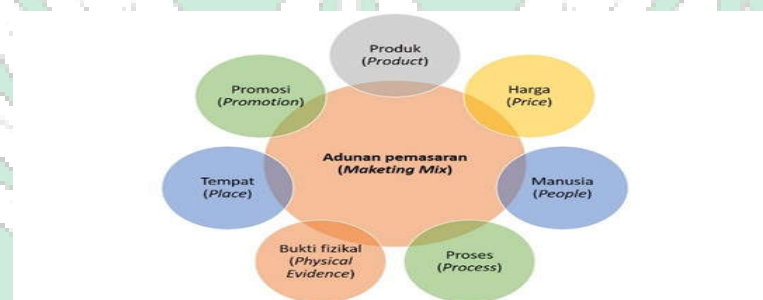 Produk
(Product)
Promosi
(Promotion)
Harga
(Price)
Adunan pemasaran
(Maketing Mix)
Tempat
(Place)
Manusia
(People)
Bukti fizikal
(Physical
Evidence)
Proses
(Process)